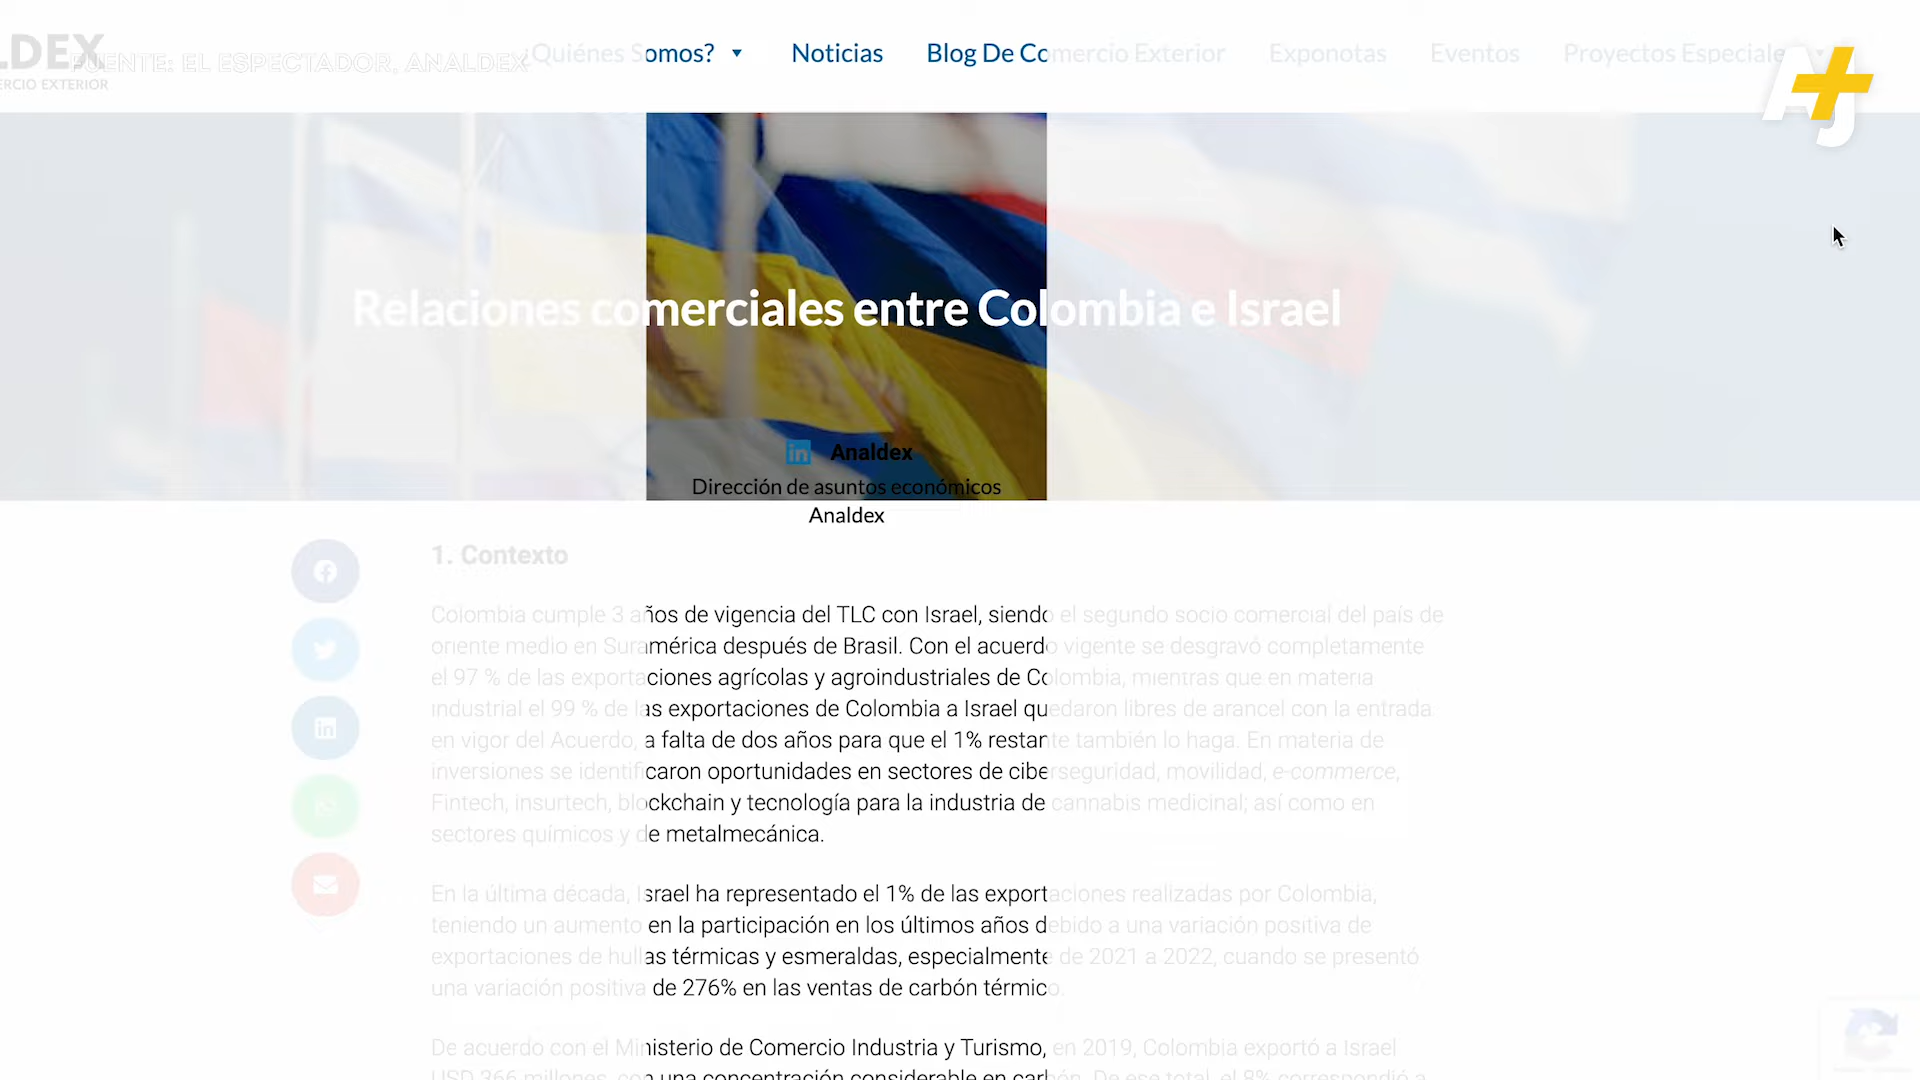 LDEX
ERCIO EXTERIOR
FUENTE: EL ESPECTADOR, ANALDEX
¿Quiénes Somos? Noticias Blog De Comercio Exterior Exponotas Eventos Proyectos Especiale
AJ+
Relaciones comerciales entre Colombia e Israel
in Analdex
Dirección de asuntos económicos
Analdex
1. Contexto
Colombia cumple 3 años de vigencia del TLC con Israel, siendo el segundo socio comercial del país de
oriente medio en Suramérica después de Brasil. Con el acuerdo vigente se desgravó completamente
el 97 % de las exportaciones agrícolas y agroindustriales de Colombia, mientras que en materia
industrial el 99 % de las exportaciones de Colombia a Israel quedaron libres de arancel con la entrada
en vigor del Acuerdo, a falta de dos años para que el 1% restante también lo haga. En materia de
inversiones se identificaron oportunidades en sectores de ciberseguridad, movilidad, e-commerce,
Fintech, insurtech, blockchain y tecnología para la industria de cannabis medicinal; así como en
sectores químicos y de metalmecánica.
En la última década, Israel ha representado el 1% de las exportaciones realizadas por Colombia,
teniendo un aumento en la participación en los últimos años debido a una variación positiva de
exportaciones de hullas térmicas y esmeraldas, especialmente de 2021 a 2022, cuando se presentó
una variación positiva de 276% en las ventas de carbón térmico.
De acuerdo con el Ministerio de Comercio Industria y Turismo, en 2019, Colombia exportó a Israel
USD 366 millones, con una concentración considerable en carbón. De ese total, el 8% correspondió a